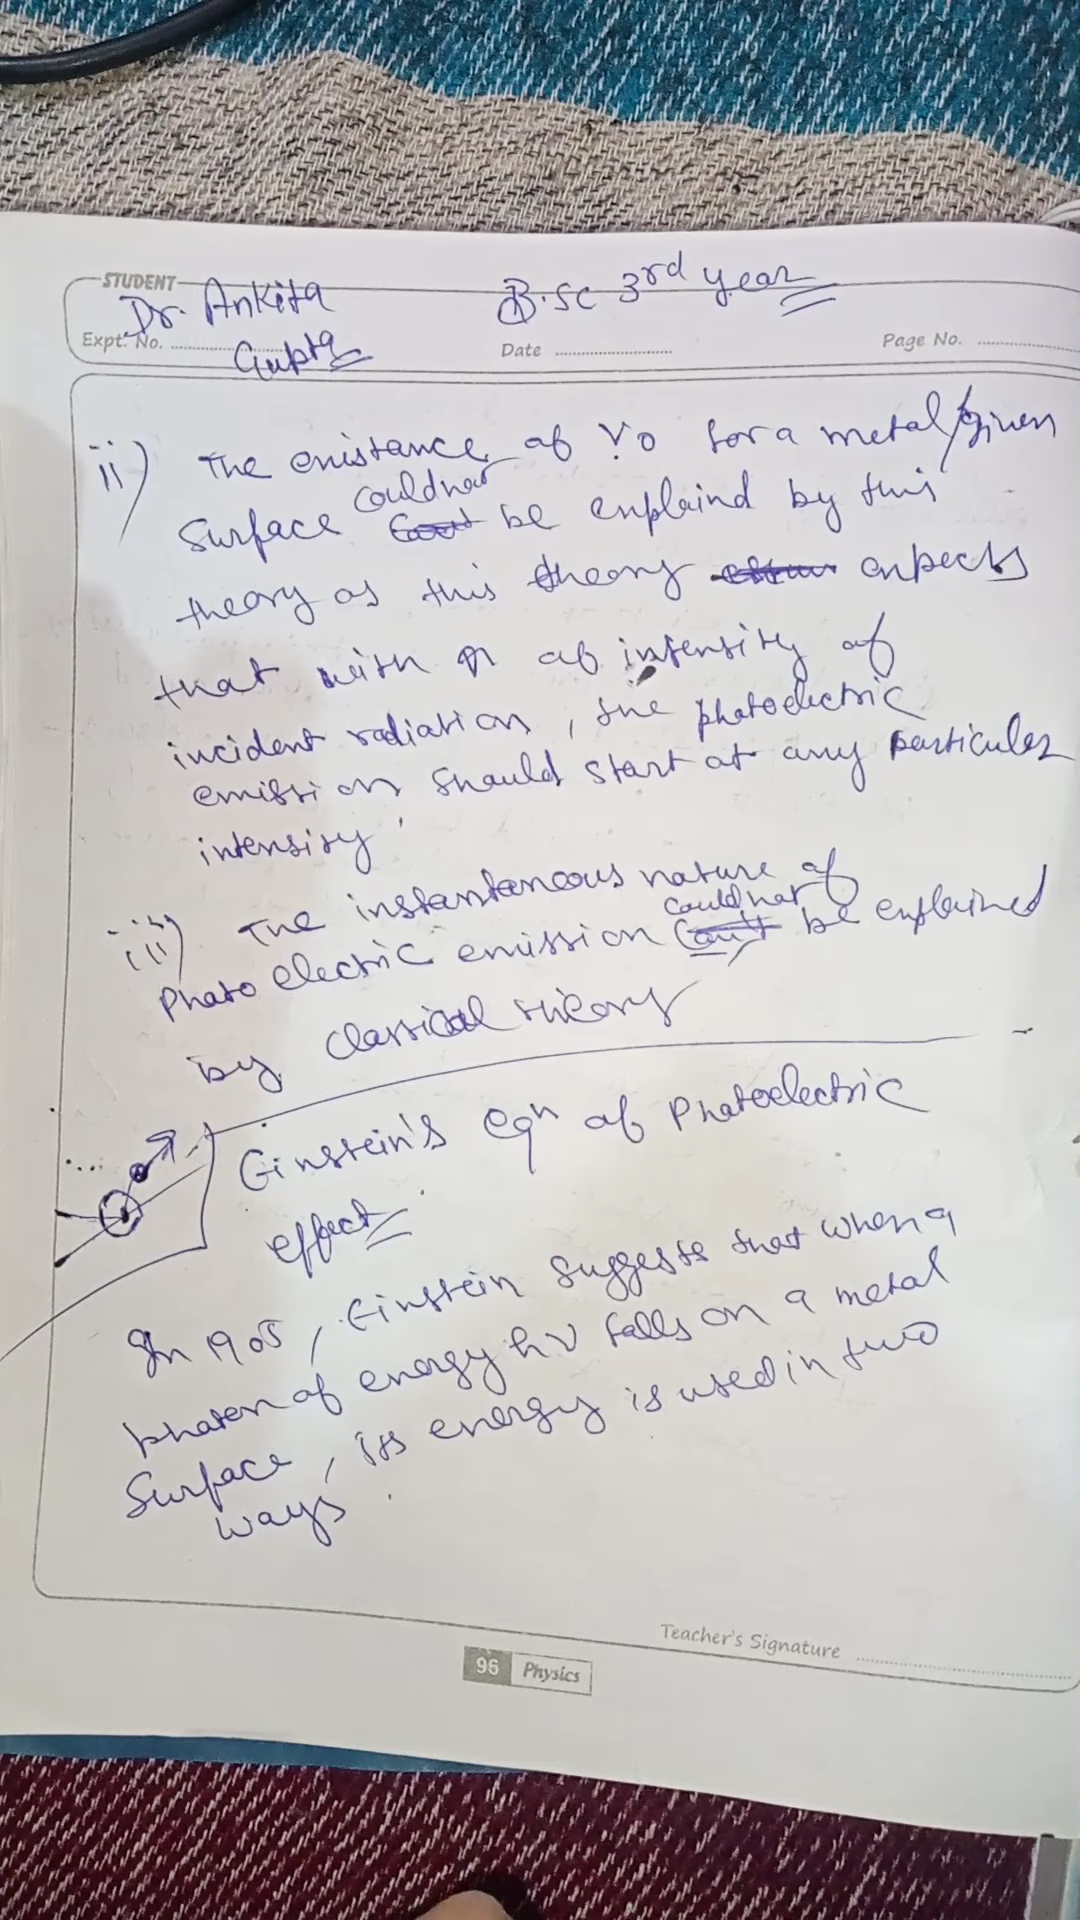 STUDENT
Dr. Ankita B.Sc 3rd year
Expt. No. Gupta Date Page No.
ii) The existance of ν0 for a metal/given
couldnot
surface be explaind by this
theory as this theory expects
that with ↑ of intensity of
incident radiation, the photoelectric
emission should start at any particular
intensity.
iii) The instantaneous nature of
couldnot
Photoelectric emission can't be explained
by classical theory
Einstein's eqn of Photoelectric
effect
In 1905, Einstein suggests that when a
photon of energy hν falls on a metal
surface, its energy is used in two
ways.
Teacher's Signature
96 Physics